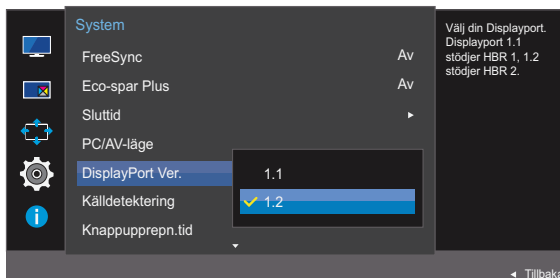 System
FreeSync Av
Eco-spar Plus Av
Sluttid
PC/AV-läge
DisplayPort Ver.
1.1
1.2
Källdetektering
Knappupprepn.tid
Välj din Displayport.
Displayport 1.1
stödjer HBR 1, 1.2
stödjer HBR 2.
Tillbaka